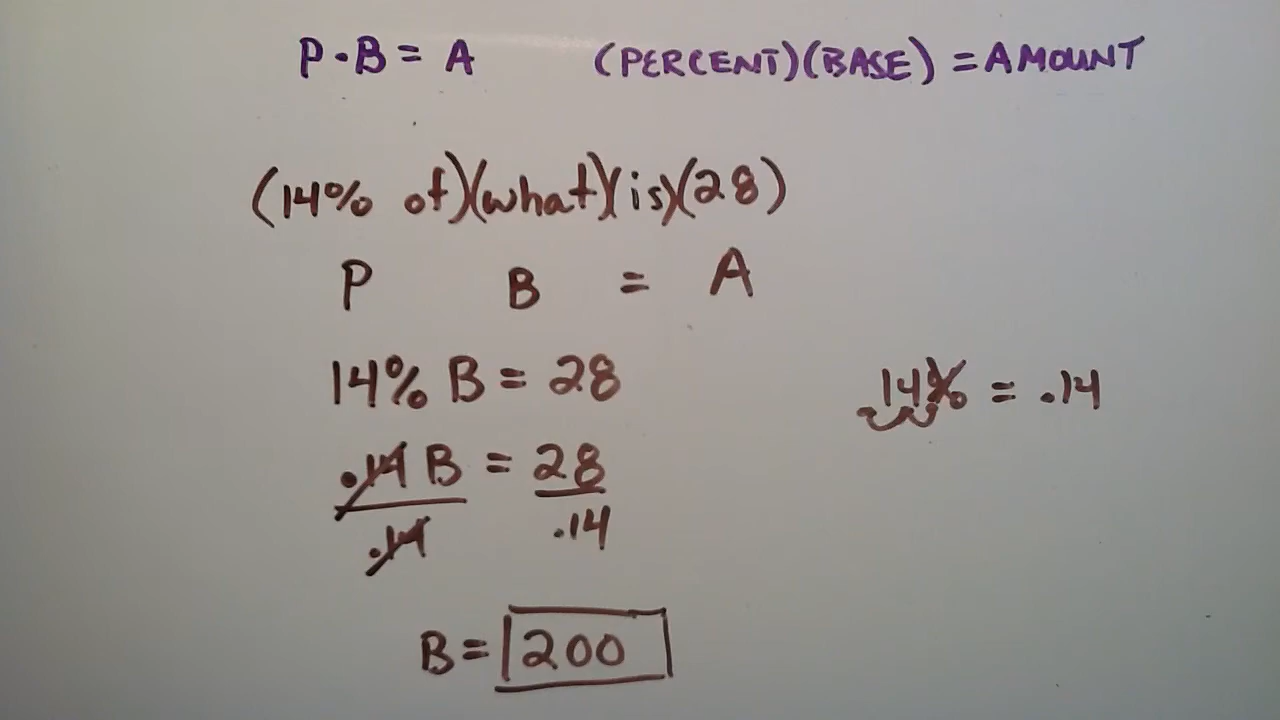 P·B = A (PERCENT)(BASE) = AMOUNT
(14% of)(what)(is)(28)
P B = A
14% B = 28
14% = .14
.14 B = 28
.14 .14
B = 200